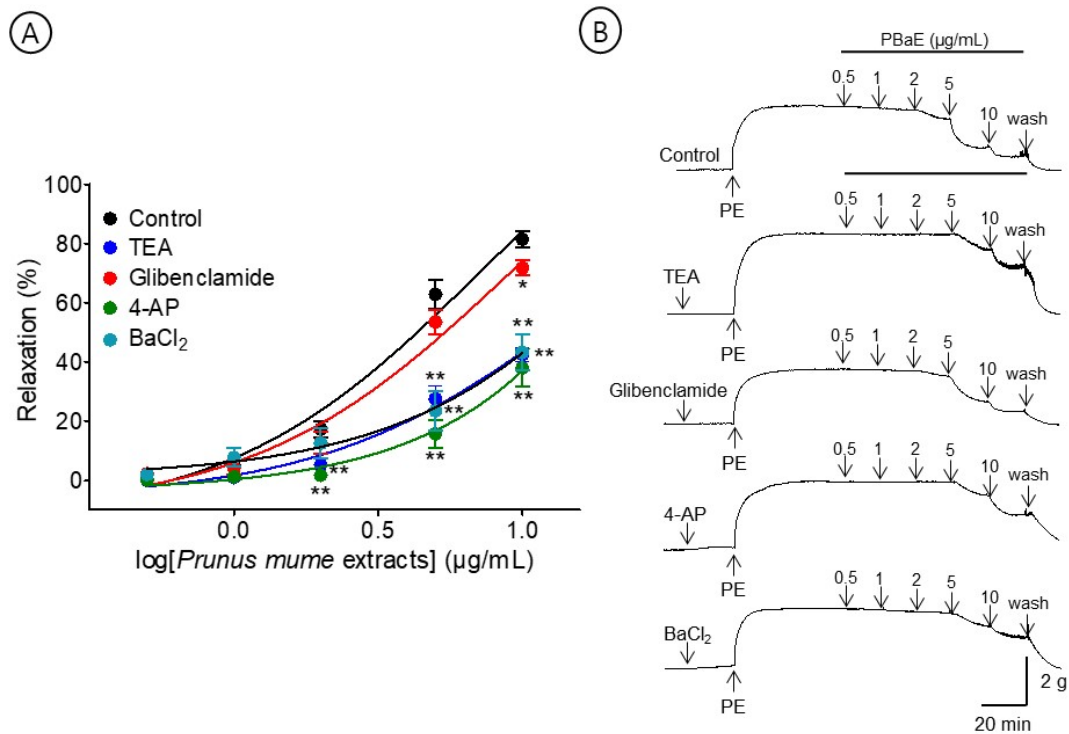 A
100
80
60
40
20
0
Relaxation (%)
Control
TEA
Glibenclamide
4-AP
BaCl₂
*
**
**
**
**
**
**
**
**
**
0.0
0.5
1.0
log[Prunus mume extracts] (µg/mL)
B
PBaE (µg/mL)
0.5 1 2 5 10 wash
Control
PE
0.5 1 2 5 10 wash
TEA
PE
0.5 1 2 5 10 wash
Glibenclamide
PE
0.5 1 2 5 10 wash
4-AP
PE
0.5 1 2 5 10 wash
BaCl₂
PE
2 g
20 min